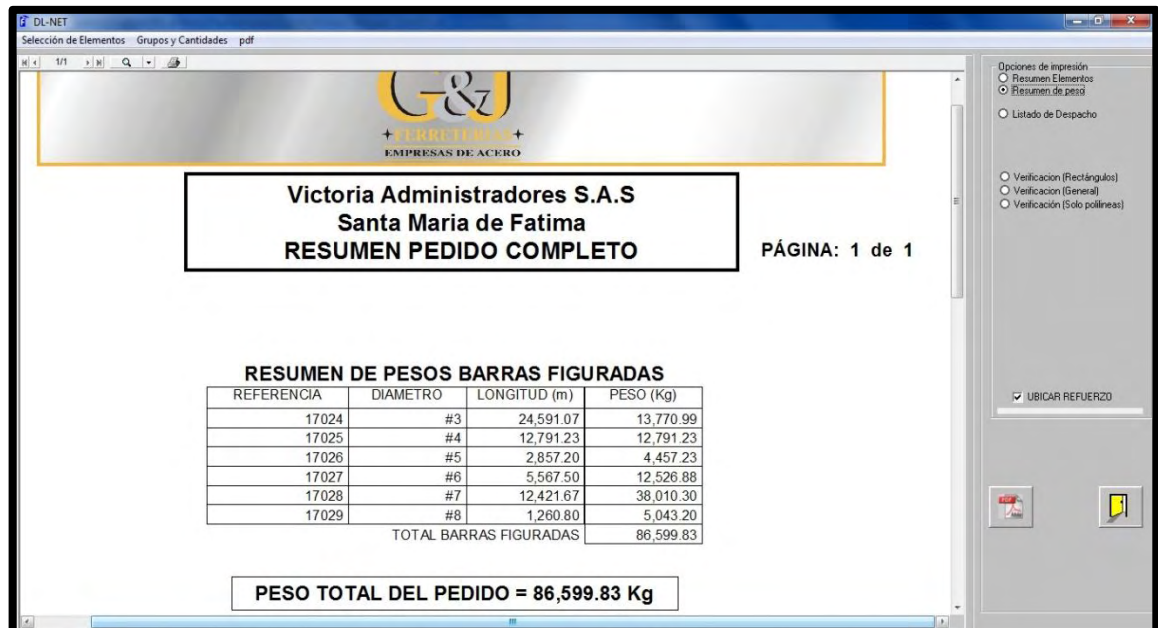 DL-NET
Selección de Elementos Grupos y Cantidades pdf
1/1
G&J
FERRETERIAS
EMPRESAS DE ACERO
Victoria Administradores S.A.S
Santa Maria de Fatima
RESUMEN PEDIDO COMPLETO
PÁGINA: 1 de 1
RESUMEN DE PESOS BARRAS FIGURADAS
REFERENCIA DIAMETRO LONGITUD (m) PESO (Kg)
17024 #3 24,591.07 13,770.99
17025 #4 12,791.23 12,791.23
17026 #5 2,857.20 4,457.23
17027 #6 5,567.50 12,526.88
17028 #7 12,421.67 38,010.30
17029 #8 1,260.80 5,043.20
TOTAL BARRAS FIGURADAS 86,599.83
PESO TOTAL DEL PEDIDO = 86,599.83 Kg
Opciones de impresión
Resumen Elementos
Resumen de peso
Listado de Despacho
Verificacion (Rectángulos)
Verificacion (General)
Verificación (Solo polilineas)
UBICAR REFUERZO
PDF